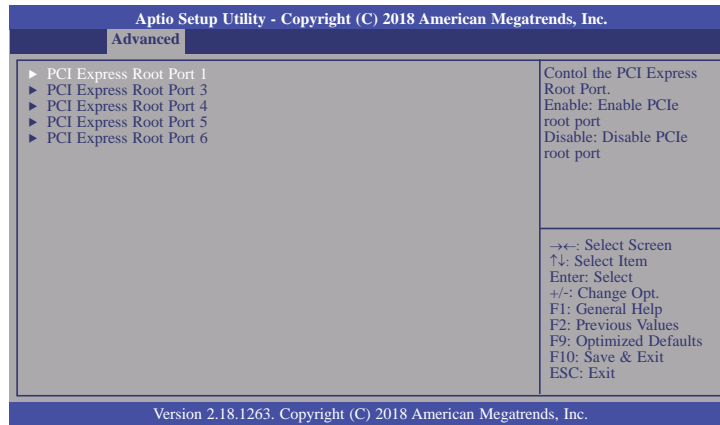 Aptio Setup Utility - Copyright (C) 2018 American Megatrends, Inc.
Advanced
► PCI Express Root Port 1
► PCI Express Root Port 3
► PCI Express Root Port 4
► PCI Express Root Port 5
► PCI Express Root Port 6
Contol the PCI Express
Root Port.
Enable: Enable PCIe
root port
Disable: Disable PCIe
root port
→←: Select Screen
↑↓: Select Item
Enter: Select
+/-: Change Opt.
F1: General Help
F2: Previous Values
F9: Optimized Defaults
F10: Save & Exit
ESC: Exit
Version 2.18.1263. Copyright (C) 2018 American Megatrends, Inc.